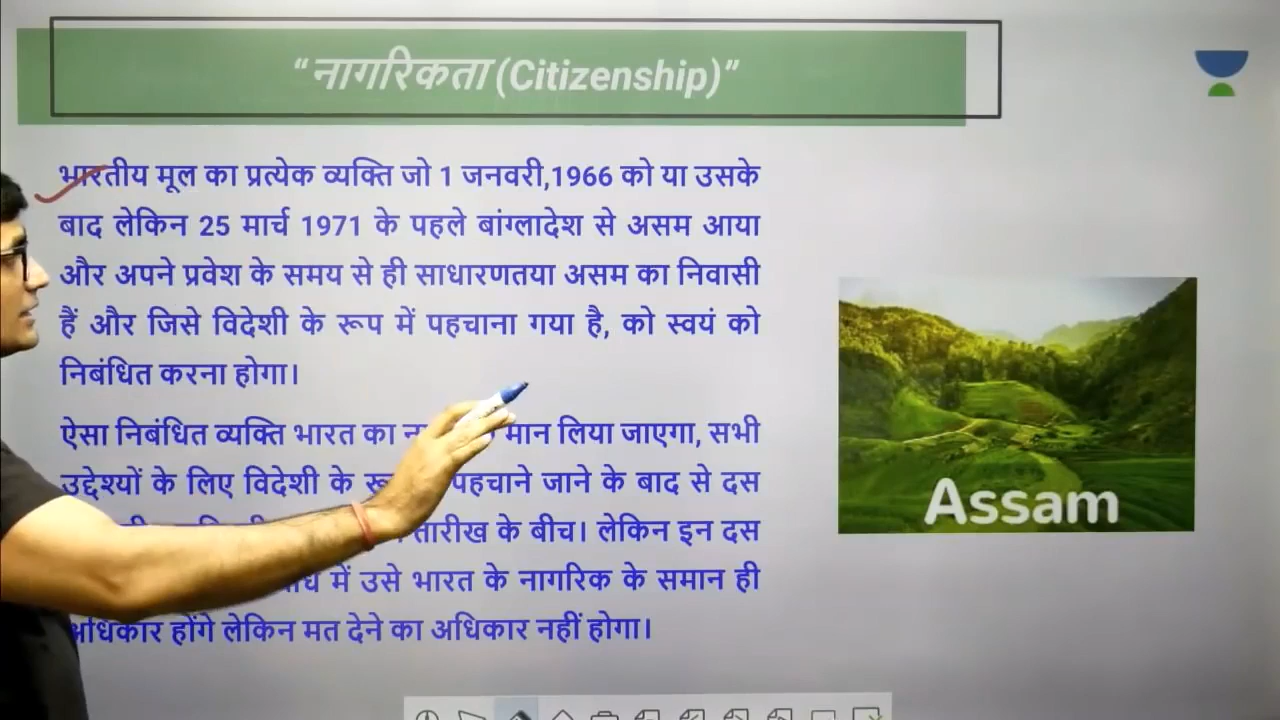 “नागरिकता (Citizenship)”
भारतीय मूल का प्रत्येक व्यक्ति जो 1 जनवरी,1966 को या उसके
बाद लेकिन 25 मार्च 1971 के पहले बांग्लादेश से असम आया
और अपने प्रवेश के समय से ही साधारणतया असम का निवासी
हैं और जिसे विदेशी के रूप में पहचाना गया है, को स्वयं को
निबंधित करना होगा।
ऐसा निबंधित व्यक्ति भारत का मान लिया जाएगा, सभी
उद्देश्यों के लिए विदेशी के पहचाने जाने के बाद से दस
तारीख के बीच। लेकिन इन दस
में उसे भारत के नागरिक के समान ही
अधिकार होंगे लेकिन मत देने का अधिकार नहीं होगा।
Assam